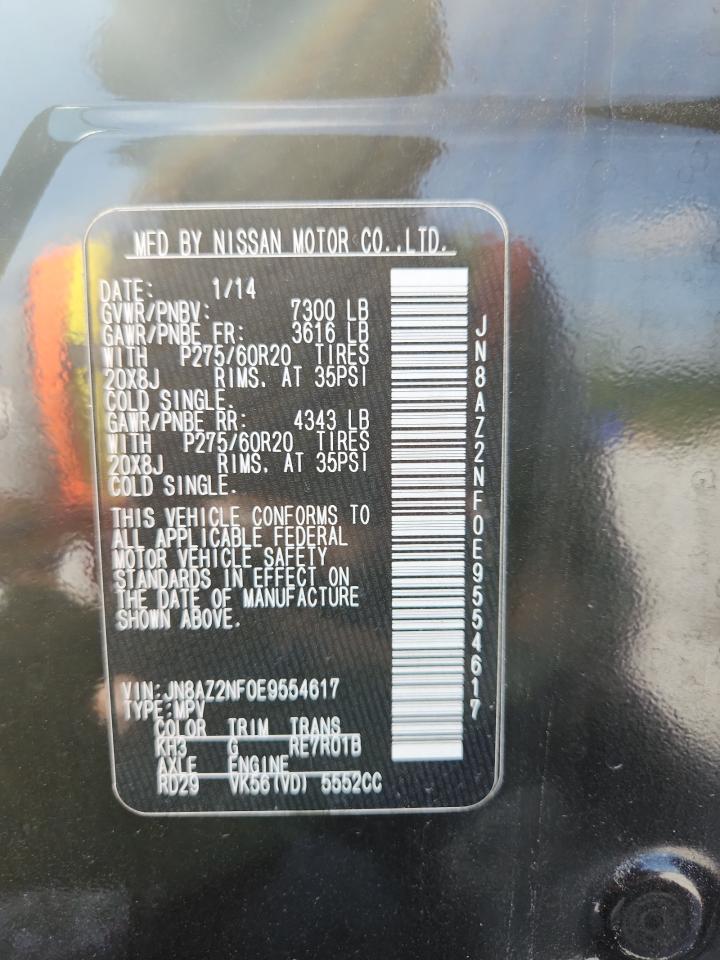 MFD BY NISSAN MOTOR CO.,LTD.
DATE: 1/14
GVWR/PNBV: 7300 LB
GAWR/PNBE FR: 3616 LB
WITH P275/60R20 TIRES
20X8J RIMS. AT 35PSI
COLD SINGLE.
GAWR/PNBE RR: 4343 LB
WITH P275/60R20 TIRES
20X8J RIMS. AT 35PSI
COLD SINGLE.
THIS VEHICLE CONFORMS TO
ALL APPLICABLE FEDERAL
MOTOR VEHICLE SAFETY
STANDARDS IN EFFECT ON
THE DATE OF MANUFACTURE
SHOWN ABOVE.
VIN:JN8AZ2NF0E9554617
TYPE:MPV
COLOR TRIM TRANS
KH3 G RE7R01B
AXLE ENGINE
RD29 VK56(VD) 5552CC
JN8AZ2NF0E9554617